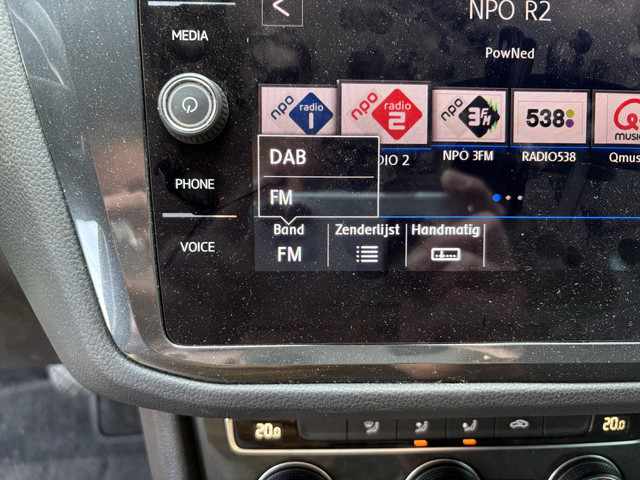 NPO R2
MEDIA
PowNed
npo radio 1
npo radio 2
npo 3FM
538
Q
music
DAB
DIO 2
NPO 3FM
RADIO538
Qmus
PHONE
FM
Band
Zenderlijst
Handmatig
VOICE
FM
20.0
20.0